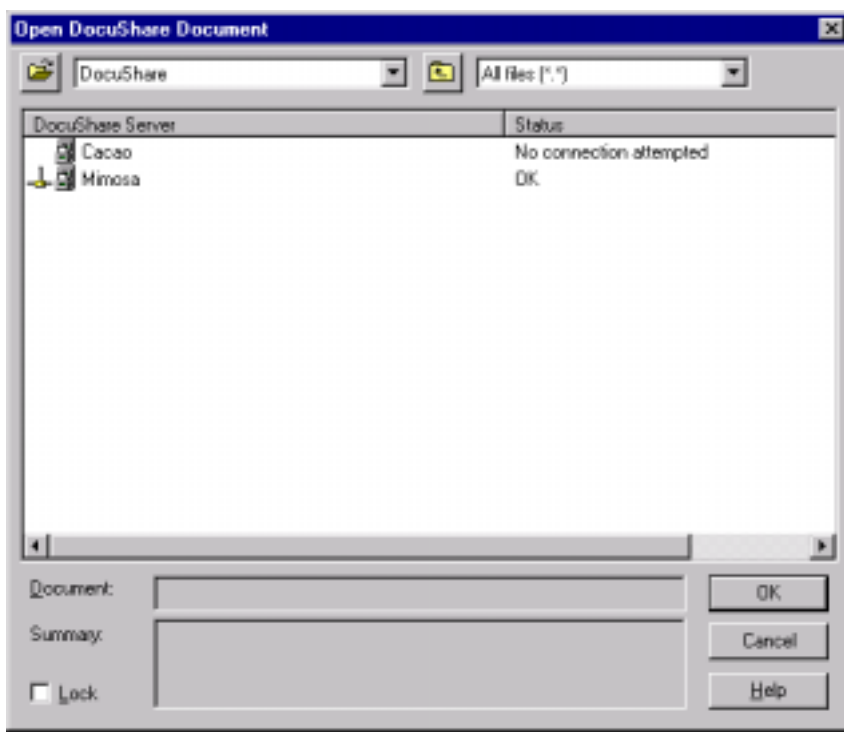 Open DocuShare Document
DocuShare All files (*.*)
DocuShare Server Status
Cacao No connection attempted
Mimosa OK
Document: OK
Summary: Cancel
Lock Help